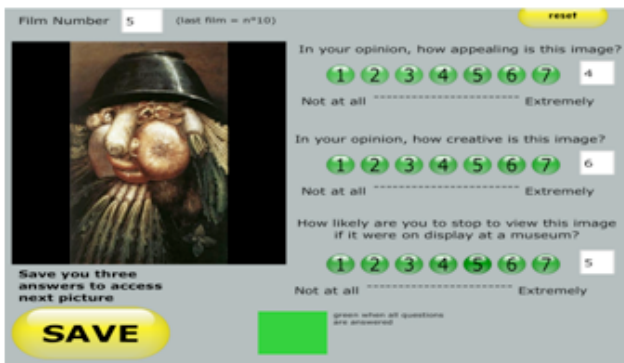 Film Number 5 (last film = n°10)
reset
In your opinion, how appealing is this image?
1 2 3 4 5 6 7 4
Not at all ------------------------ Extremely
In your opinion, how creative is this image?
1 2 3 4 5 6 7 6
Not at all ------------------------ Extremely
How likely are you to stop to view this image
if it were on display at a museum?
1 2 3 4 5 6 7 5
Not at all ------------------------ Extremely
Save you three
answers to access
next picture
SAVE
green when all questions
are answered